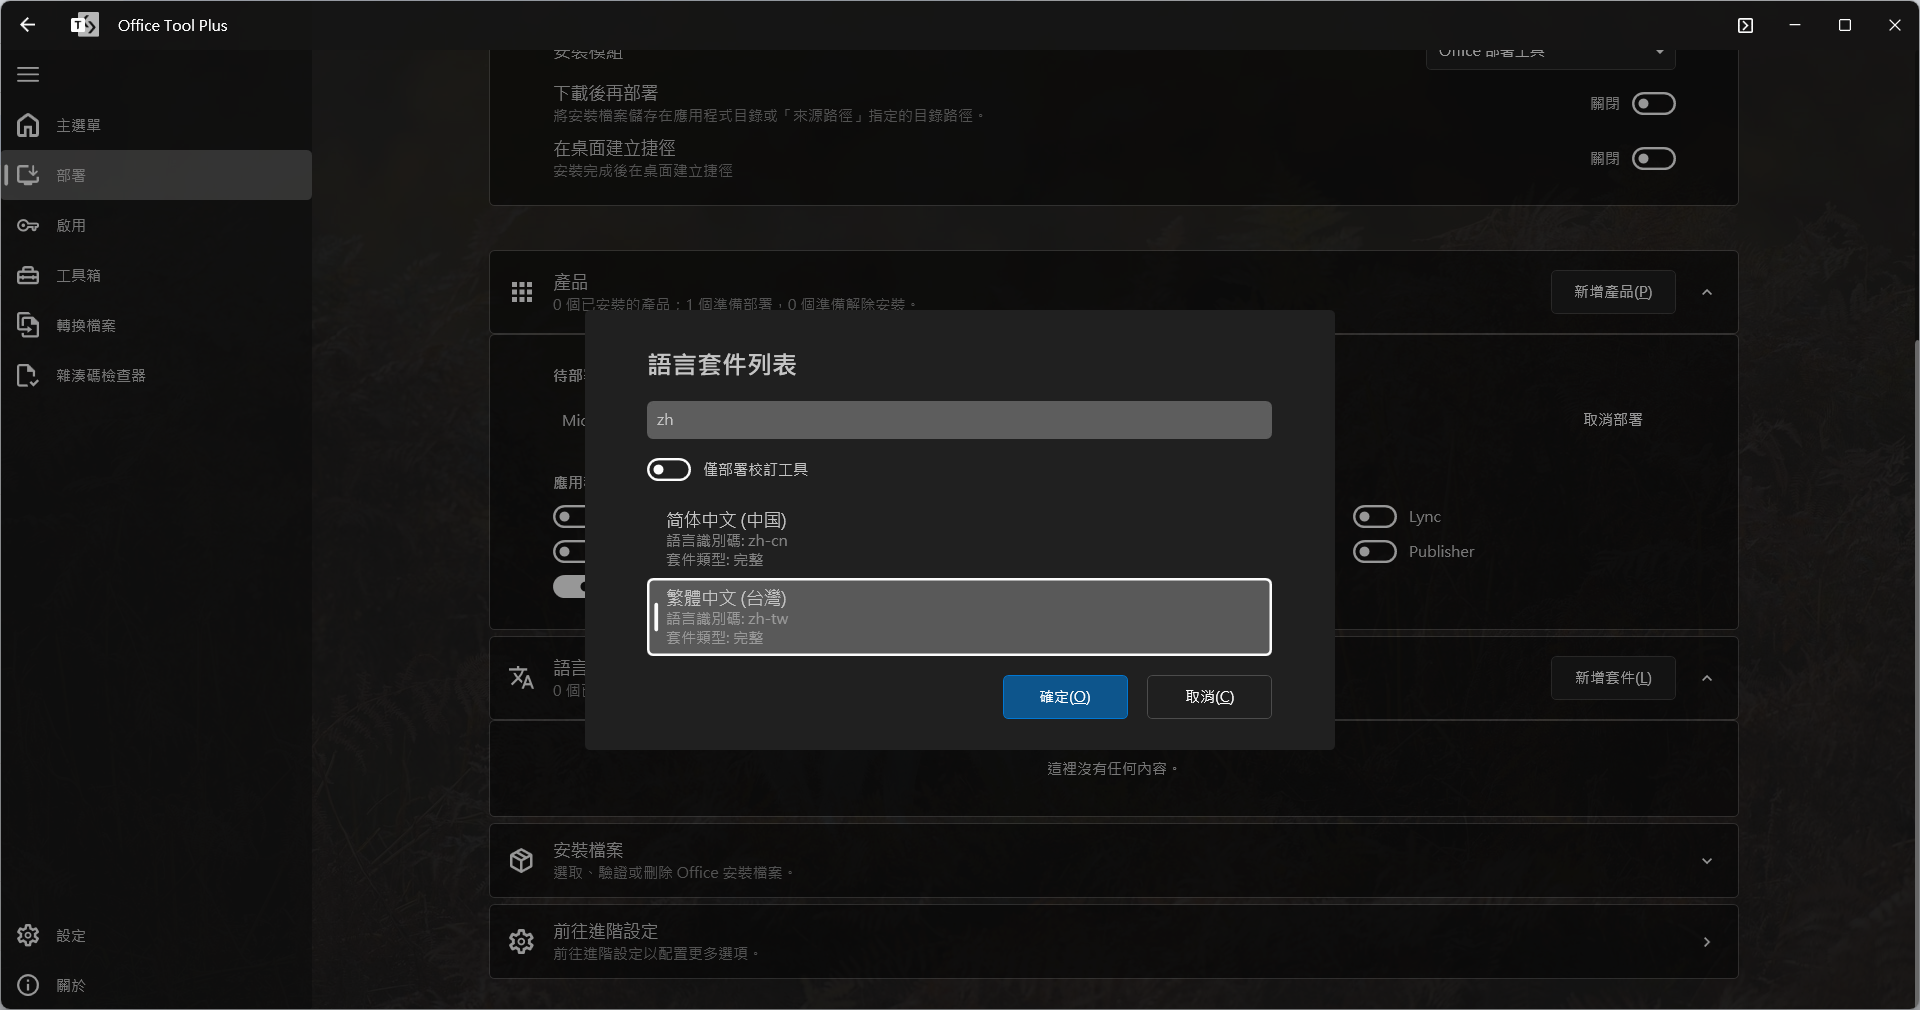 Office Tool Plus
主選單
部署
啟用
工具箱
轉換檔案
雜湊碼檢查器
設定
關於
安裝模組
Office 部署工具
下載後再部署
將安裝檔案儲存在應用程式目錄或「來源路徑」指定的目錄路徑。
關閉
在桌面建立捷徑
安裝完成後在桌面建立捷徑
關閉
產品
0 個已安裝的產品；1 個準備部署，0 個準備解除安裝。
新增產品(P)
待部
Mic
取消部署
應用
Lync
Publisher
語言套件列表
zh
僅部署校訂工具
简体中文 (中国)
語言識別碼: zh-cn
套件類型: 完整
繁體中文 (台灣)
語言識別碼: zh-tw
套件類型: 完整
確定(O)
取消(C)
語言
0 個
新增套件(L)
這裡沒有任何內容。
安裝檔案
選取、驗證或刪除 Office 安裝檔案。
前往進階設定
前往進階設定以配置更多選項。